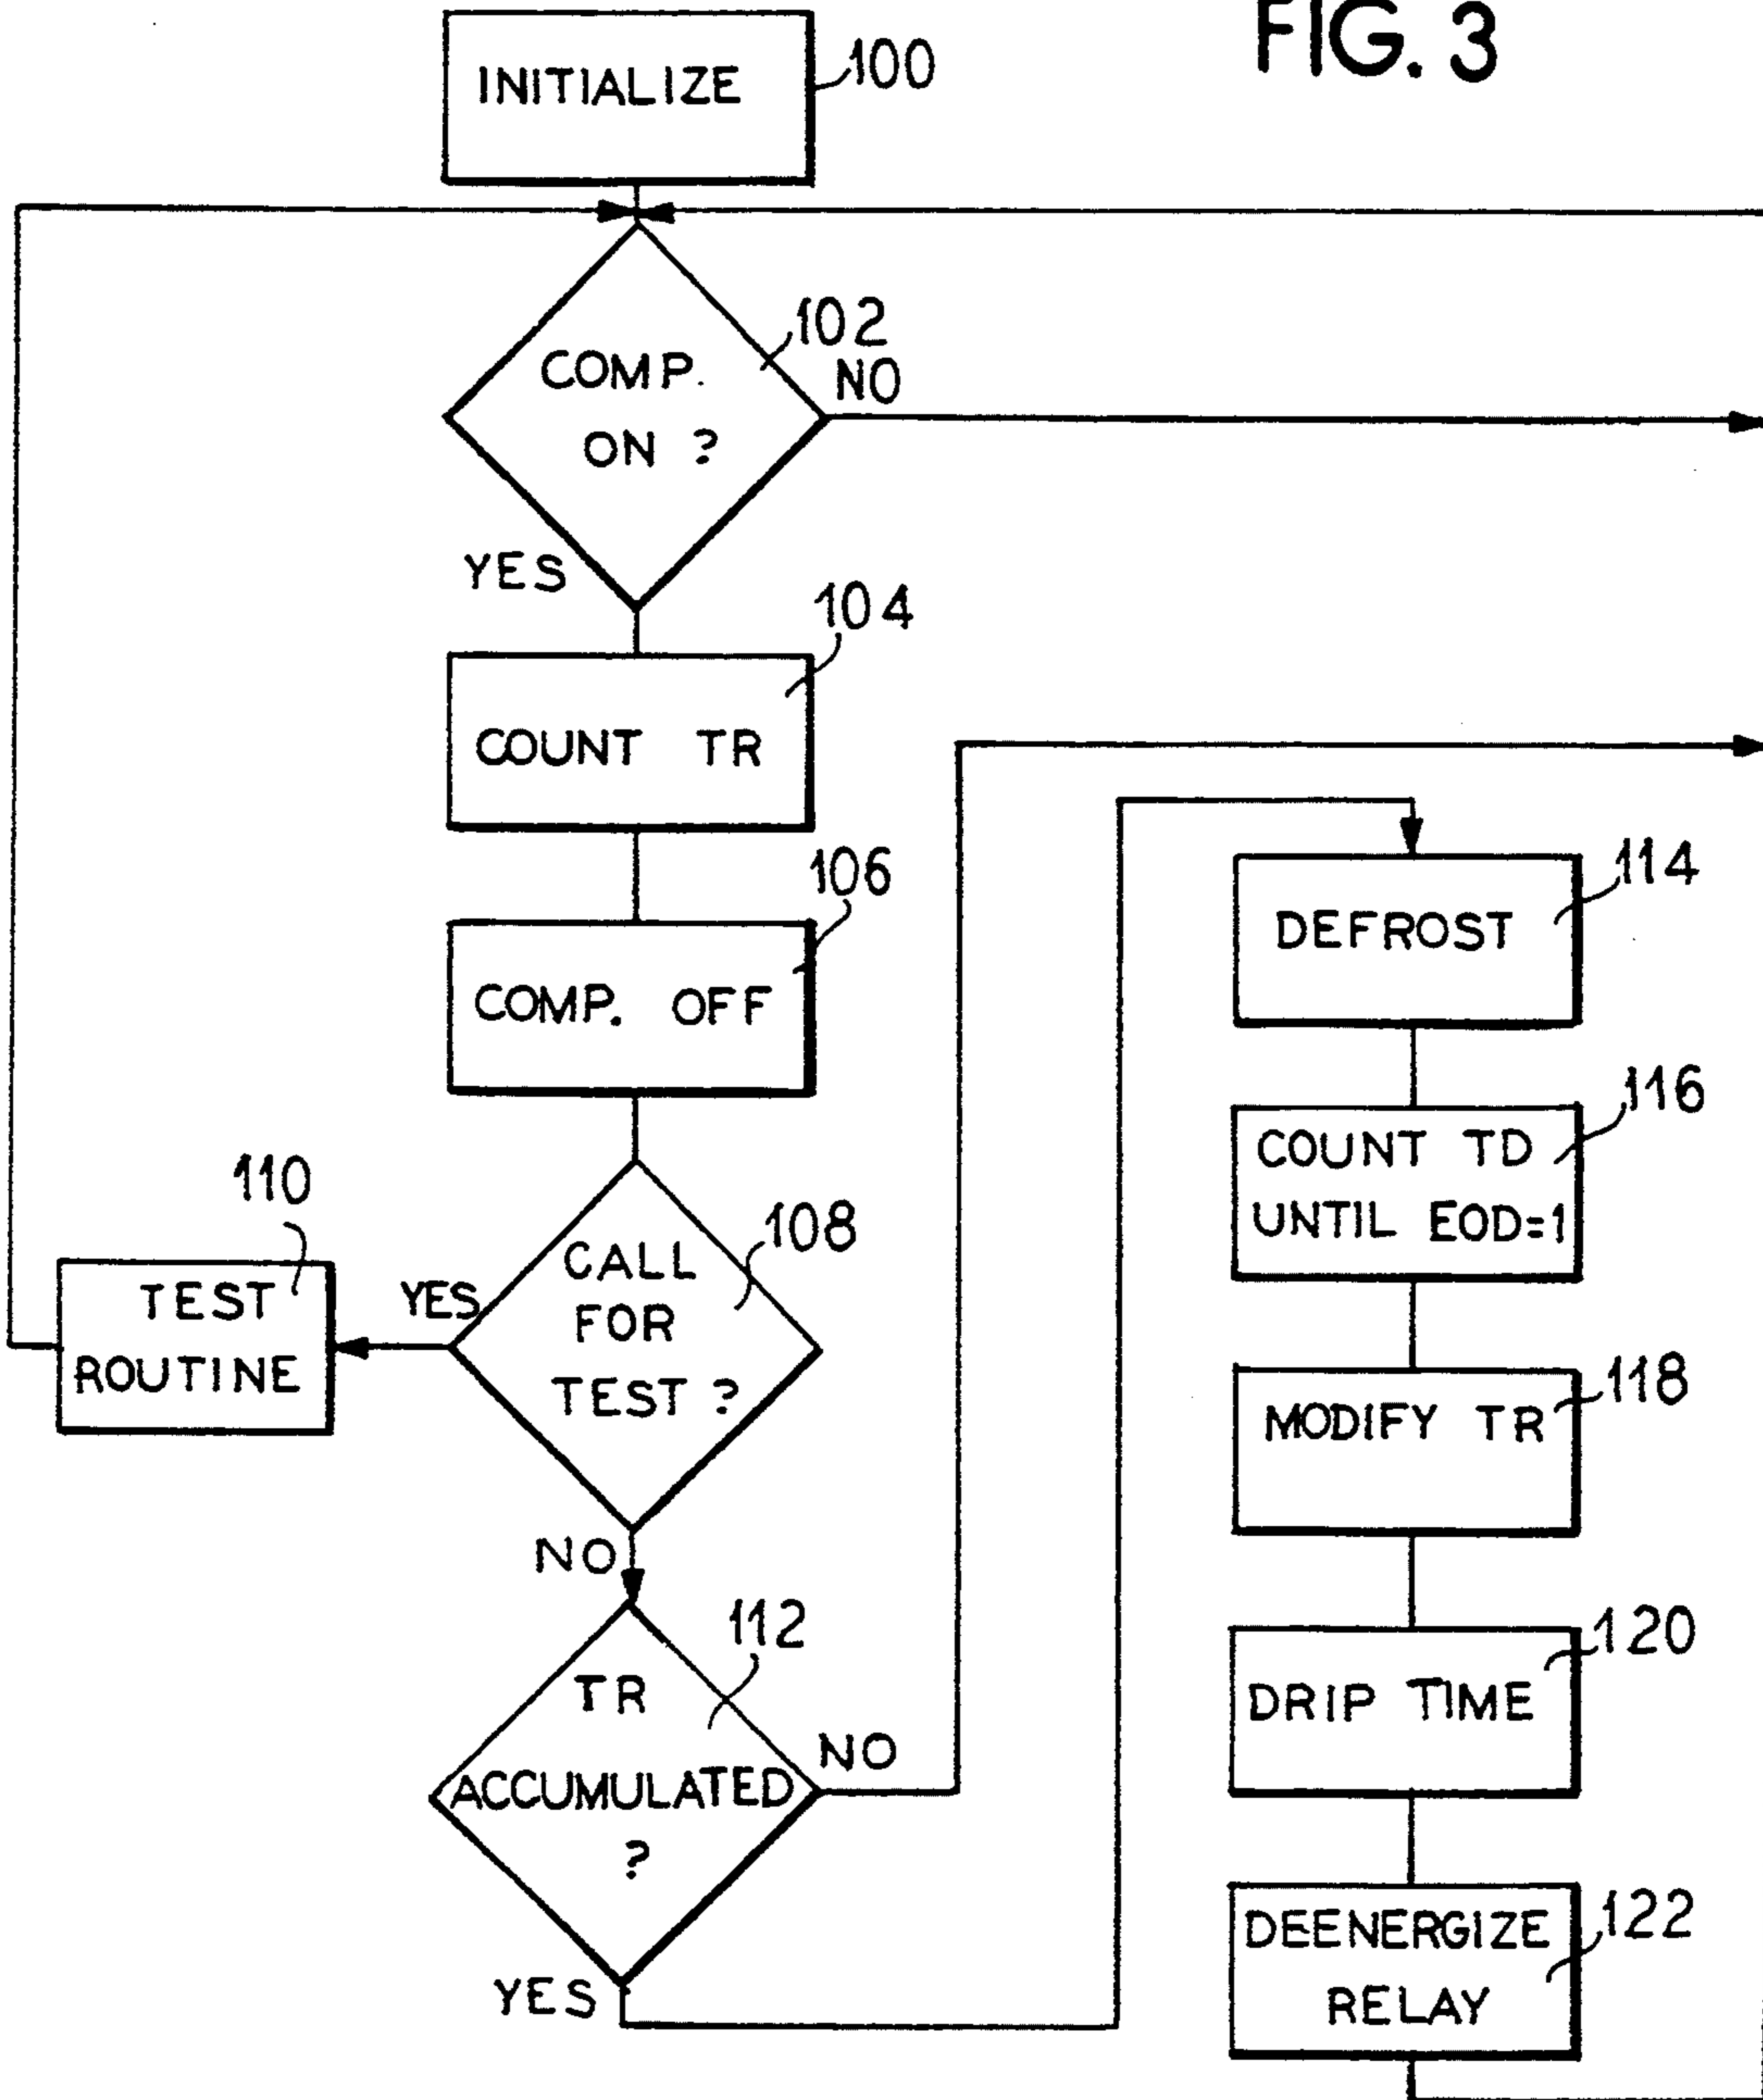 FIG. 3
INITIALIZE
100
COMP.
ON ?
102
NO
YES
COUNT TR
104
COMP. OFF
106
CALL
FOR
TEST ?
108
YES
TEST
ROUTINE
110
NO
TR
ACCUMULATED
?
112
NO
YES
DEFROST
114
COUNT TD
UNTIL EOD=1
116
MODIFY TR
118
DRIP TIME
120
DEENERGIZE
RELAY
122